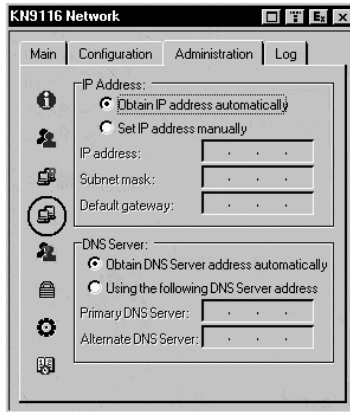 KN9116 Network
Main Configuration Administration Log
IP Address:
Obtain IP address automatically
Set IP address manually
IP address:
Subnet mask:
Default gateway:
DNS Server:
Obtain DNS Server address automatically
Using the following DNS Server address
Primary DNS Server:
Alternate DNS Server: